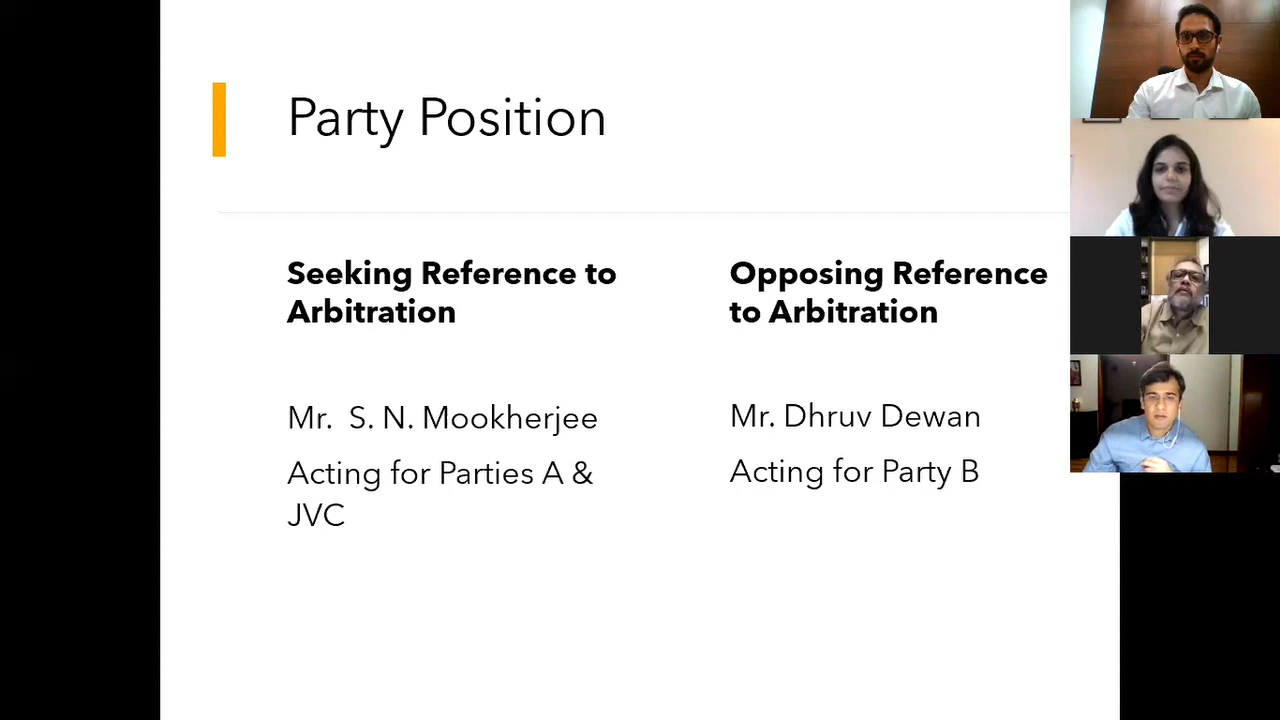 Party Position
Seeking Reference to
Arbitration
Mr. S. N. Mookherjee
Acting for Parties A &
JVC
Opposing Reference
to Arbitration
Mr. Dhruv Dewan
Acting for Party B